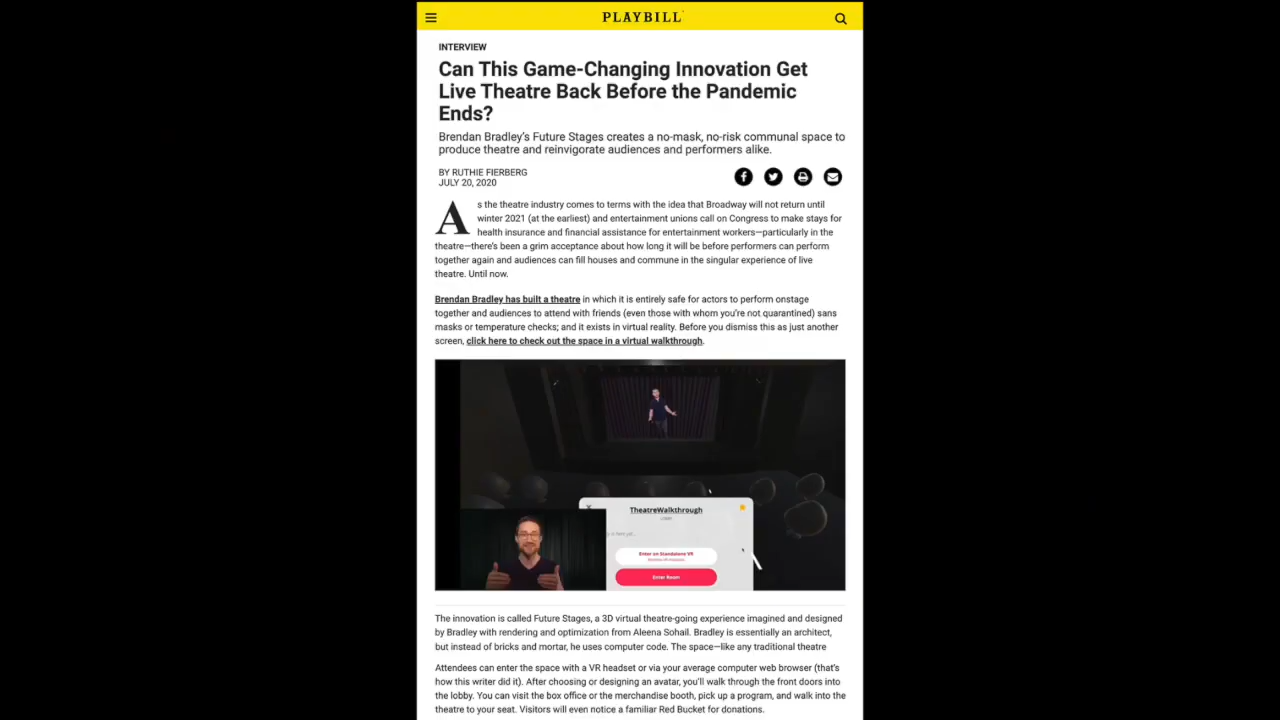 PLAYBILL
INTERVIEW
Can This Game-Changing Innovation Get
Live Theatre Back Before the Pandemic
Ends?
Brendan Bradley's Future Stages creates a no-mask, no-risk communal space to
produce theatre and reinvigorate audiences and performers alike.
BY RUTHIE FIERBERG
JULY 20, 2020
As the theatre industry comes to terms with the idea that Broadway will not return until
winter 2021 (at the earliest) and entertainment unions call on Congress to make stays for
health insurance and financial assistance for entertainment workers—particularly in the
theatre—there's been a grim acceptance about how long it will be before performers can perform
together again and audiences can fill houses and commune in the singular experience of live
theatre. Until now.
Brendan Bradley has built a theatre in which it is entirely safe for actors to perform onstage
together and audiences to attend with friends (even those with whom you're not quarantined) sans
masks or temperature checks; and it exists in virtual reality. Before you dismiss this as just another
screen, click here to check out the space in a virtual walkthrough.
TheatreWalkthrough
Enter on Standalone VR
Enter Room
The innovation is called Future Stages, a 3D virtual theatre-going experience imagined and designed
by Bradley with rendering and optimization from Aleena Sohail. Bradley is essentially an architect,
but instead of bricks and mortar, he uses computer code. The space—like any traditional theatre
Attendees can enter the space with a VR headset or via your average computer web browser (that's
how this writer did it). After choosing or designing an avatar, you'll walk through the front doors into
the lobby. You can visit the box office or the merchandise booth, pick up a program, and walk into the
theatre to your seat. Visitors will even notice a familiar Red Bucket for donations.